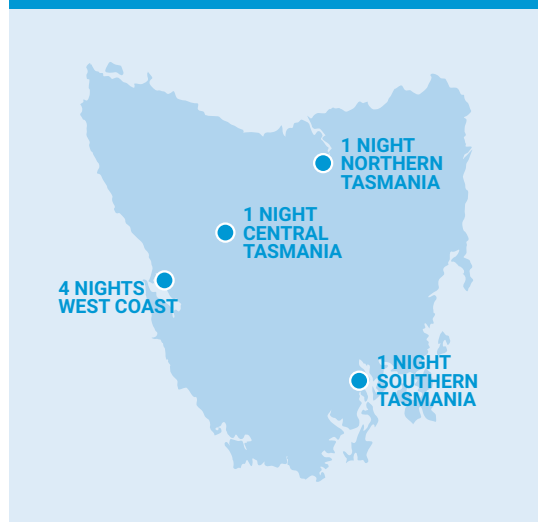 1 NIGHT
NORTHERN
TASMANIA
1 NIGHT
CENTRAL
TASMANIA
4 NIGHTS
WEST COAST
1 NIGHT
SOUTHERN
TASMANIA